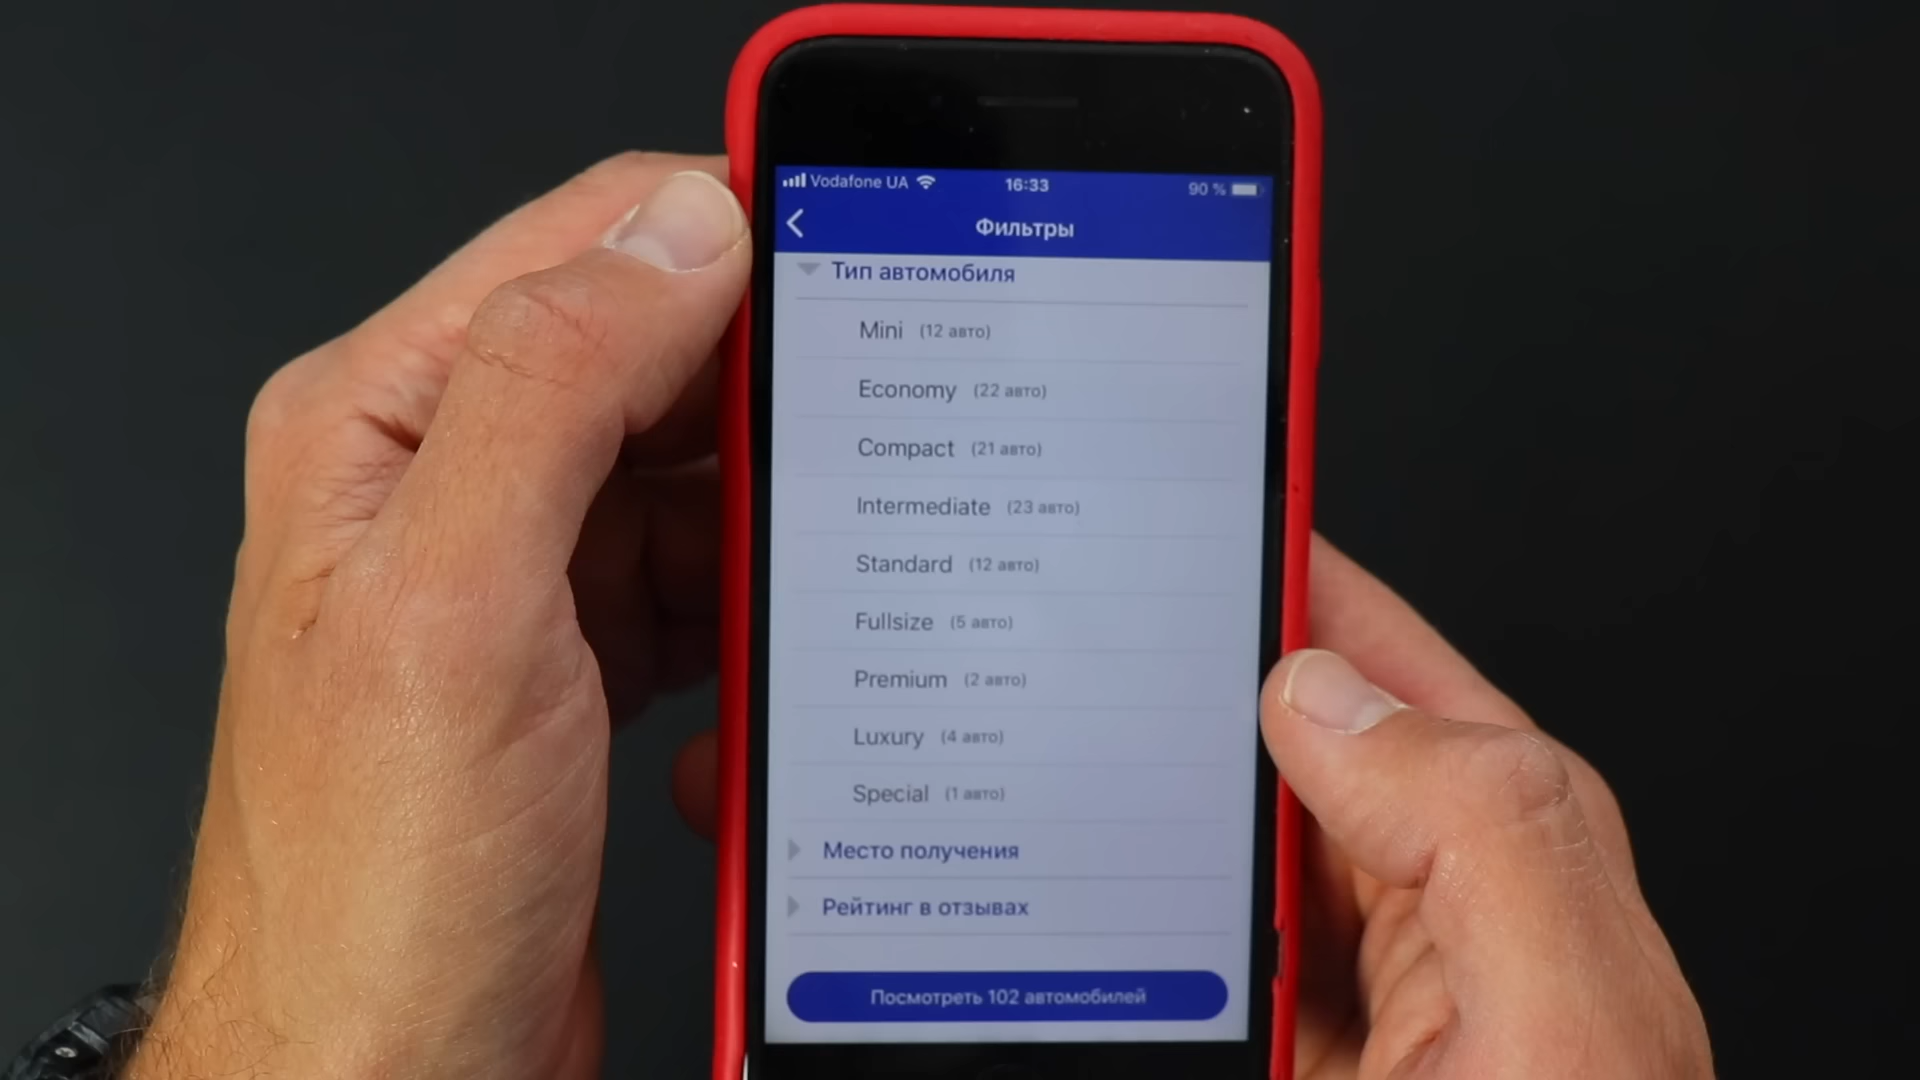 Vodafone UA 16:33 90 %
Фильтры
Тип автомобиля
Mini (12 авто)
Economy (22 авто)
Compact (21 авто)
Intermediate (23 авто)
Standard (12 авто)
Fullsize (5 авто)
Premium (2 авто)
Luxury (4 авто)
Special (1 авто)
Место получения
Рейтинг в отзывах
Посмотреть 102 автомобилей